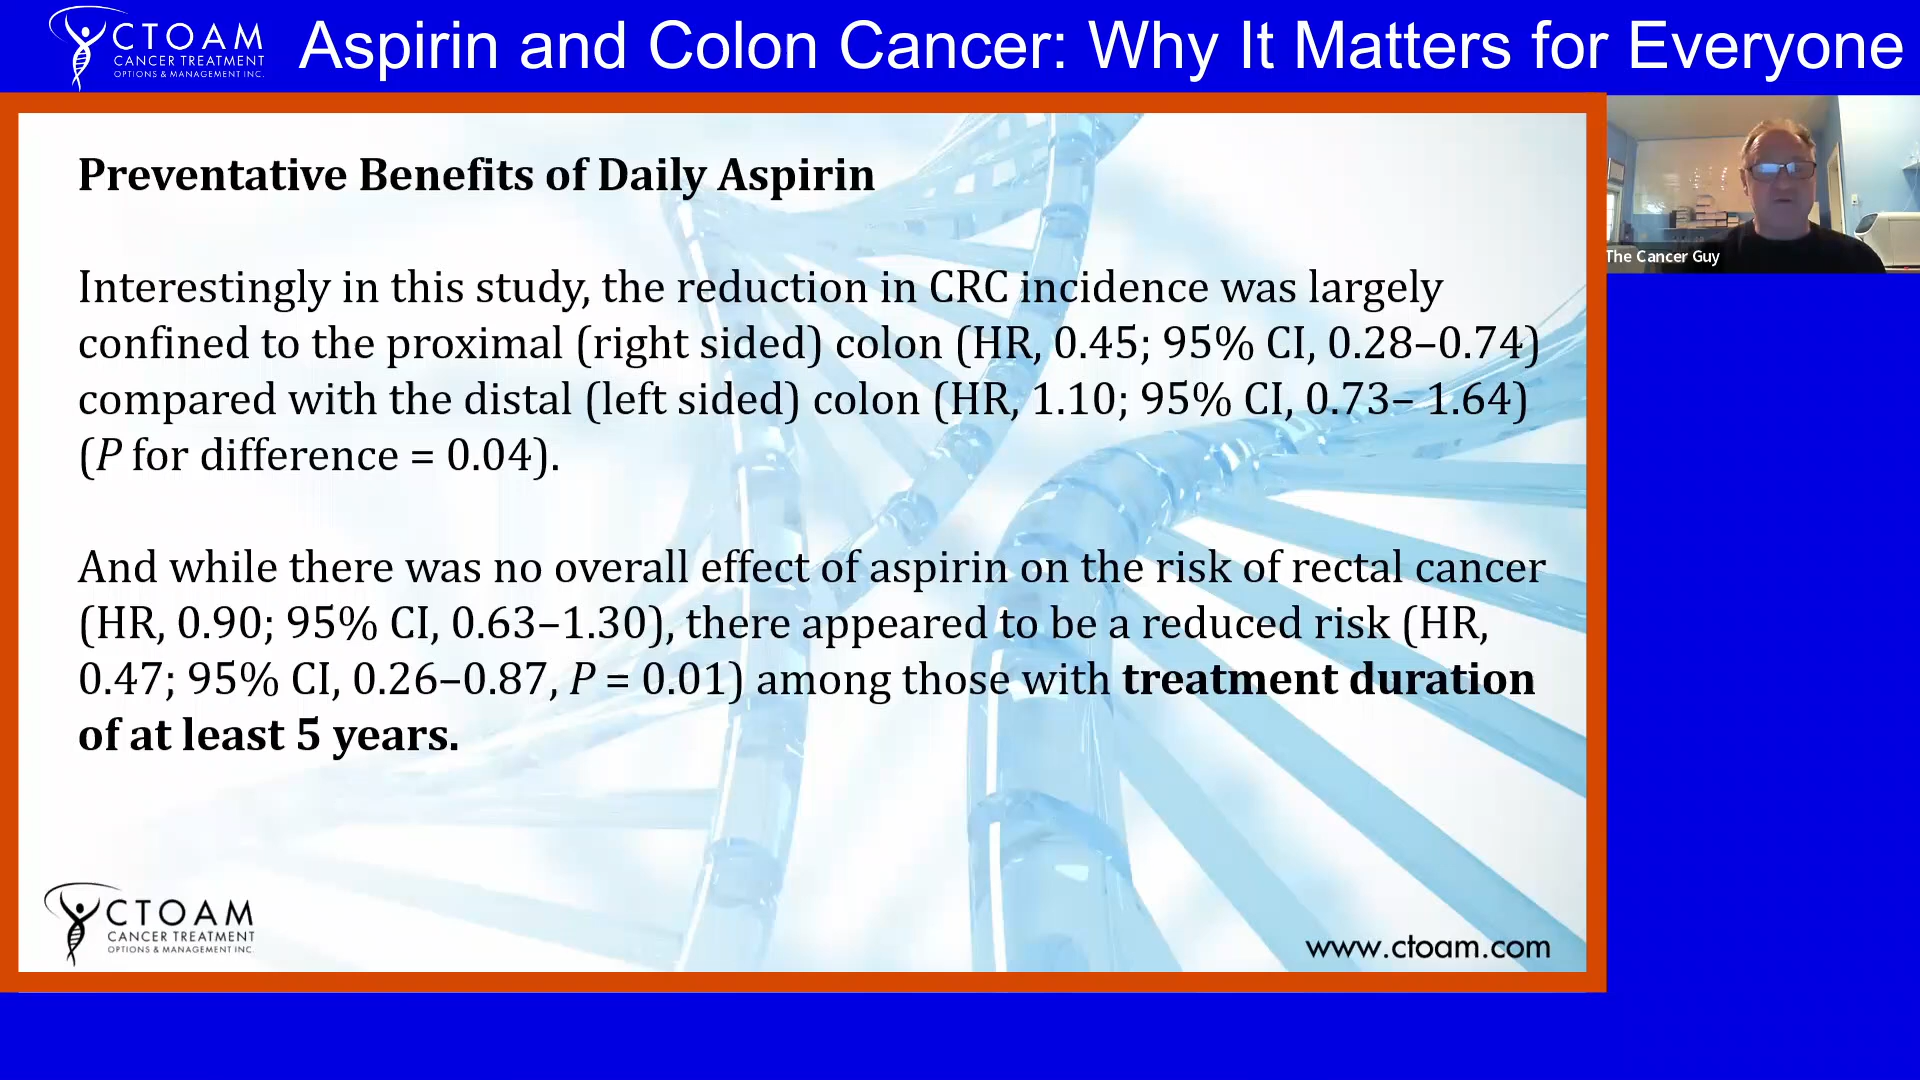 CTOAM
CANCER TREATMENT
OPTIONS & MANAGEMENT INC.
Aspirin and Colon Cancer: Why It Matters for Everyone
Preventative Benefits of Daily Aspirin
Interestingly in this study, the reduction in CRC incidence was largely
confined to the proximal (right sided) colon (HR, 0.45; 95% CI, 0.28–0.74)
compared with the distal (left sided) colon (HR, 1.10; 95% CI, 0.73– 1.64)
(P for difference = 0.04).
And while there was no overall effect of aspirin on the risk of rectal cancer
(HR, 0.90; 95% CI, 0.63–1.30), there appeared to be a reduced risk (HR,
0.47; 95% CI, 0.26–0.87, P = 0.01) among those with treatment duration
of at least 5 years.
The Cancer Guy
CTOAM
CANCER TREATMENT
OPTIONS & MANAGEMENT INC.
www.ctoam.com